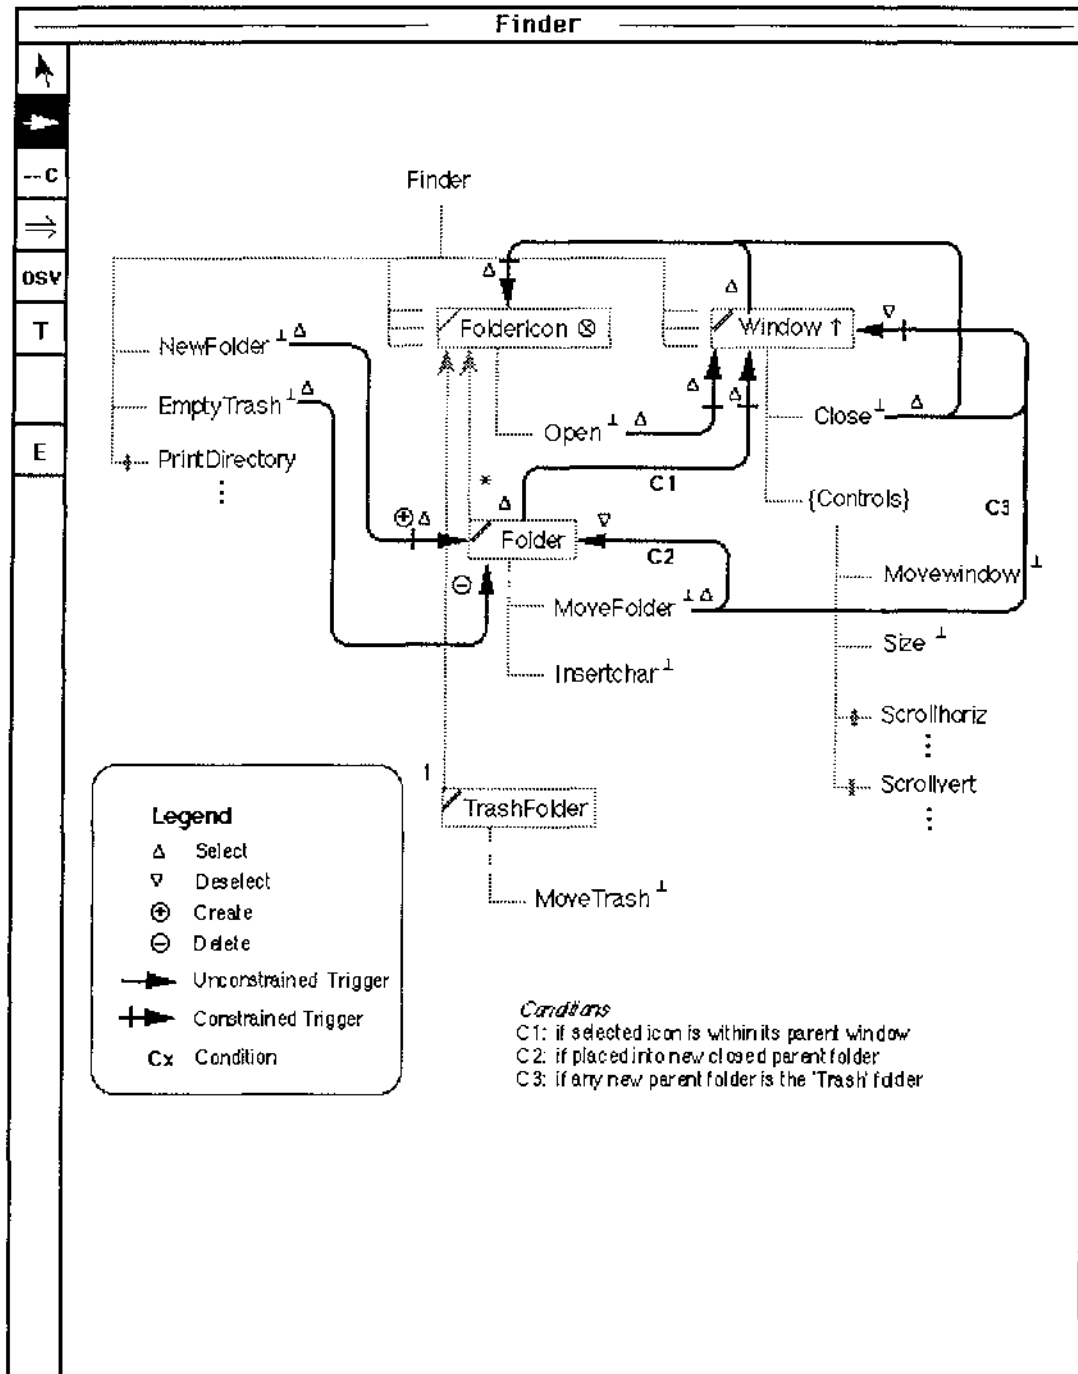 Finder
--C
OSV
T
E
Finder
FolderIcon ⊗
Window ↑
NewFolder ⊥ △
EmptyTrash ⊥ △
PrintDirectory
Open ⊥ △
Close ⊥ △
C1
{Controls}
C3
*
Folder
C2
Movewindow ⊥
MoveFolder ⊥ △
Size ⊥
Insertchar ⊥
Scrollhoriz
1
Scrollvert
TrashFolder
MoveTrash ⊥
Legend
△ Select
▽ Deselect
⊕ Create
⊖ Delete
Unconstrained Trigger
Constrained Trigger
Cx Condition
Conditions
C1: if selected icon is within its parent window
C2: if placed into new closed parent folder
C3: if any new parent folder is the 'Trash' folder